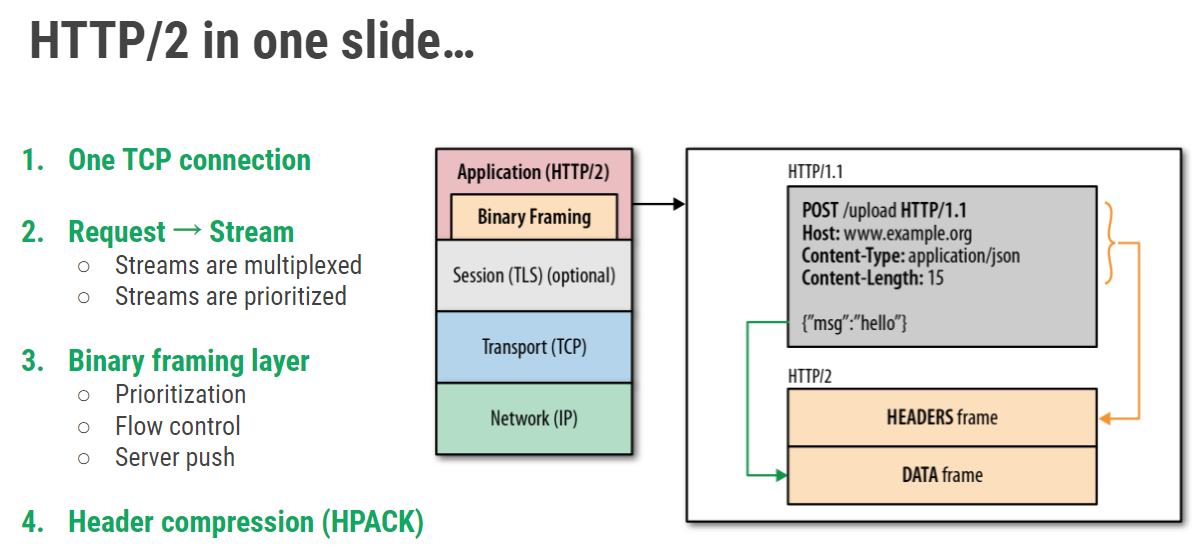 HTTP/2 in one slide...
1. One TCP connection
2. Request → Stream
○ Streams are multiplexed
○ Streams are prioritized
3. Binary framing layer
○ Prioritization
○ Flow control
○ Server push
4. Header compression (HPACK)
Application (HTTP/2)
Binary Framing
Session (TLS) (optional)
Transport (TCP)
Network (IP)
HTTP/1.1
POST /upload HTTP/1.1
Host: www.example.org
Content-Type: application/json
Content-Length: 15
{"msg":"hello"}
HTTP/2
HEADERS frame
DATA frame